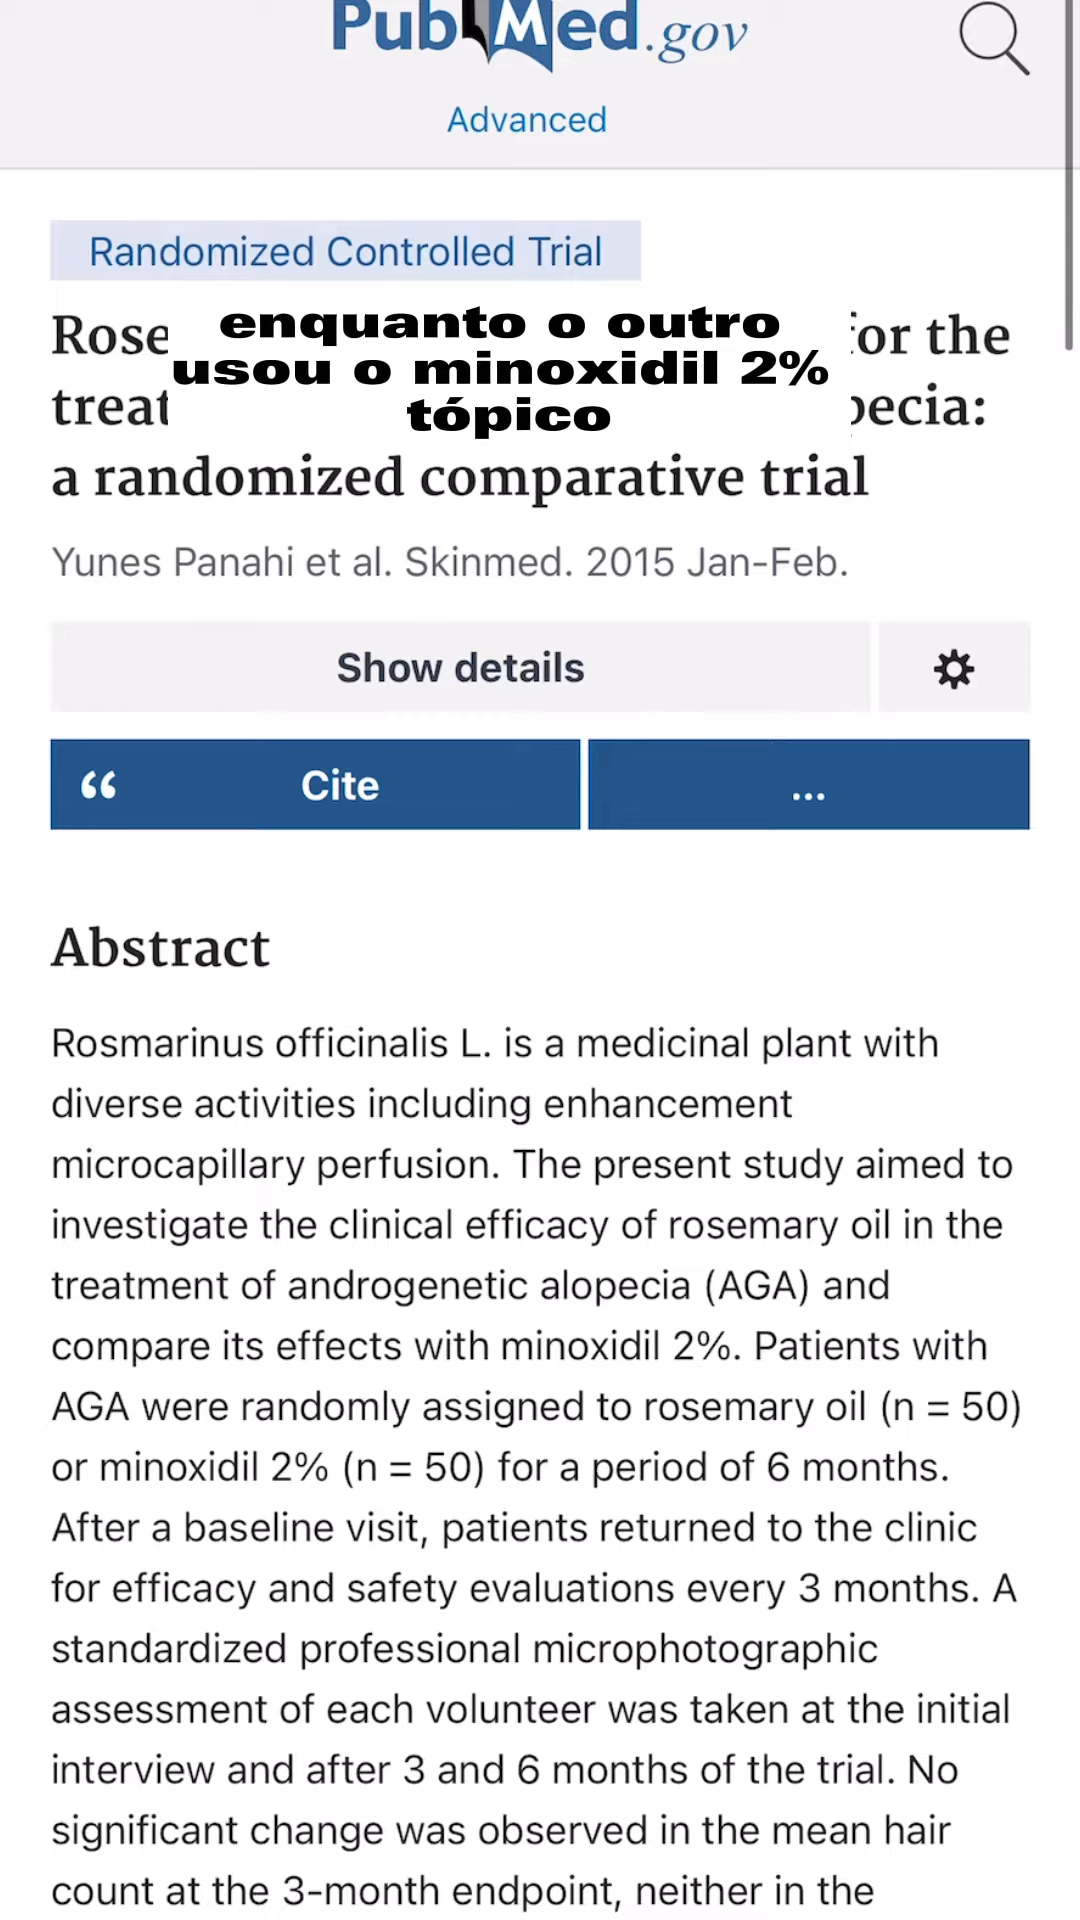 PubMed.gov
Advanced
Randomized Controlled Trial
enquanto o outro
usou o minoxidil 2%
tópico
for the
a randomized comparative trial
Yunes Panahi et al. Skinmed. 2015 Jan-Feb.
Show details
Cite
...
Abstract
Rosmarinus officinalis L. is a medicinal plant with
diverse activities including enhancement
microcapillary perfusion. The present study aimed to
investigate the clinical efficacy of rosemary oil in the
treatment of androgenetic alopecia (AGA) and
compare its effects with minoxidil 2%. Patients with
AGA were randomly assigned to rosemary oil (n = 50)
or minoxidil 2% (n = 50) for a period of 6 months.
After a baseline visit, patients returned to the clinic
for efficacy and safety evaluations every 3 months. A
standardized professional microphotographic
assessment of each volunteer was taken at the initial
interview and after 3 and 6 months of the trial. No
significant change was observed in the mean hair
count at the 3-month endpoint, neither in the